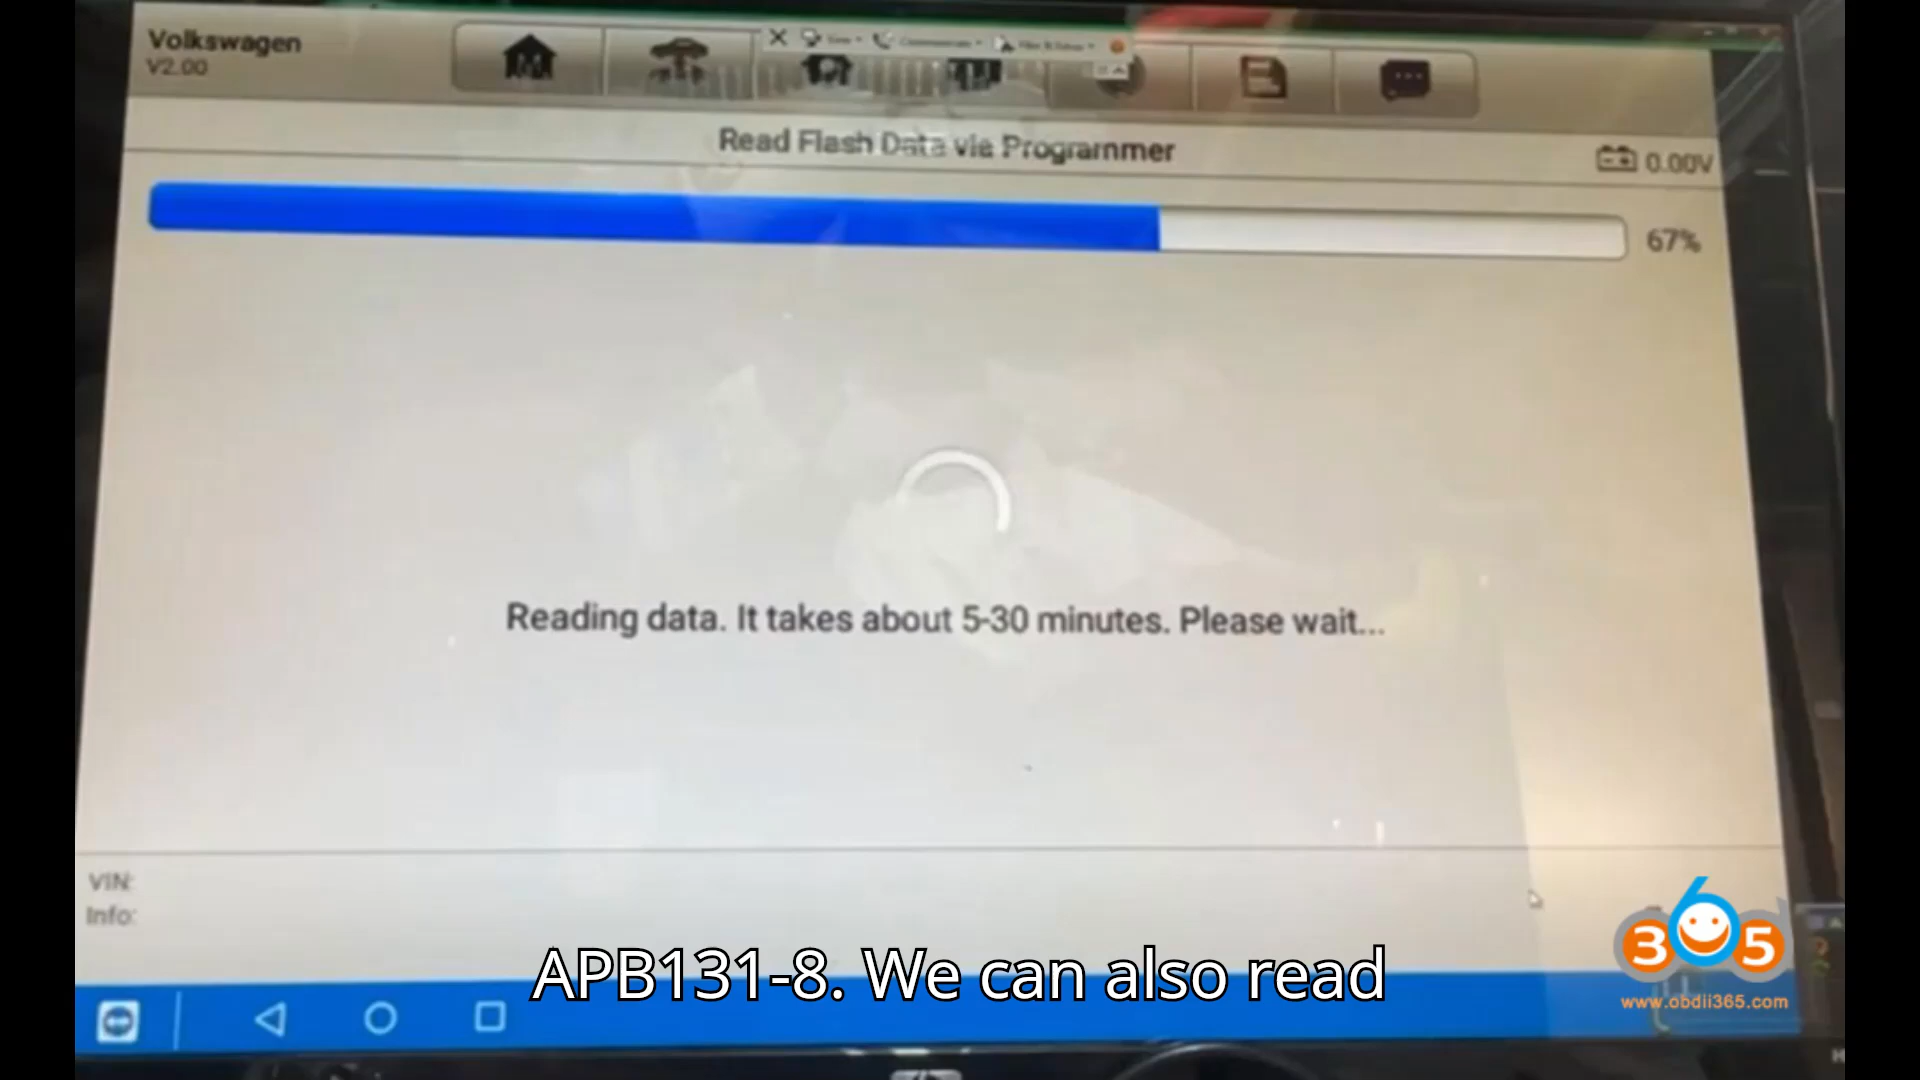 Volkswagen
V2.00
Read Flash Data via Programmer
0.00V
67%
Reading data. It takes about 5-30 minutes. Please wait...
VIN:
Info:
APB131-8. We can also read
365
www.obdii365.com